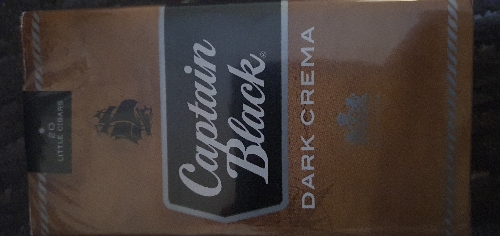 20
LITTLE CIGARS
Captain
Black®
DARK CREMA